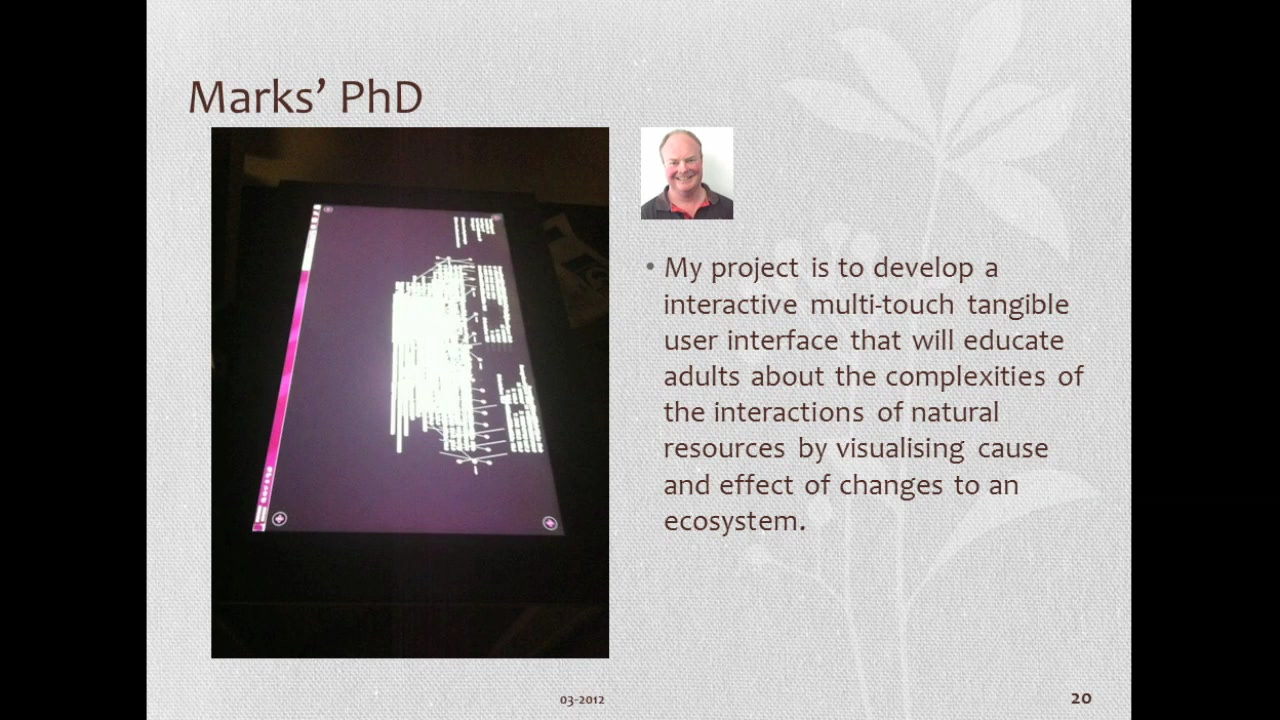 Marks’ PhD
• My project is to develop a
interactive multi-touch tangible
user interface that will educate
adults about the complexities of
the interactions of natural
resources by visualising cause
and effect of changes to an
ecosystem.
03-2012
20